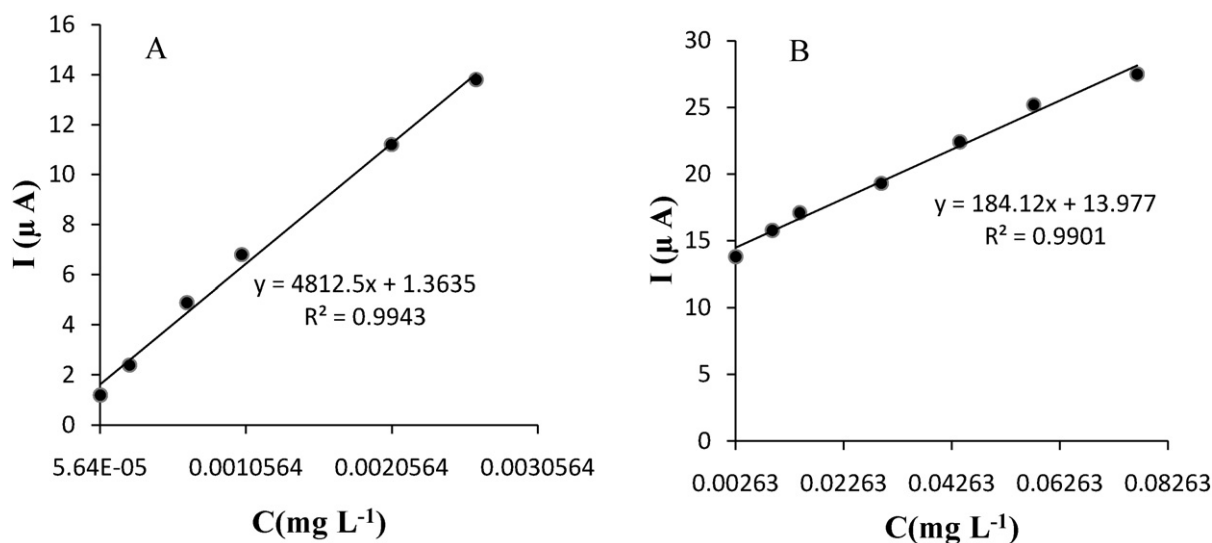 A
16
14
12
10
8
6
4
2
0
I (μ A)
y = 4812.5x + 1.3635
R² = 0.9943
5.64E-05 0.0010564 0.0020564 0.0030564
C(mg L⁻¹)
B
30
25
20
15
10
5
0
I (μ A)
y = 184.12x + 13.977
R² = 0.9901
0.00263 0.02263 0.04263 0.06263 0.08263
C(mg L⁻¹)